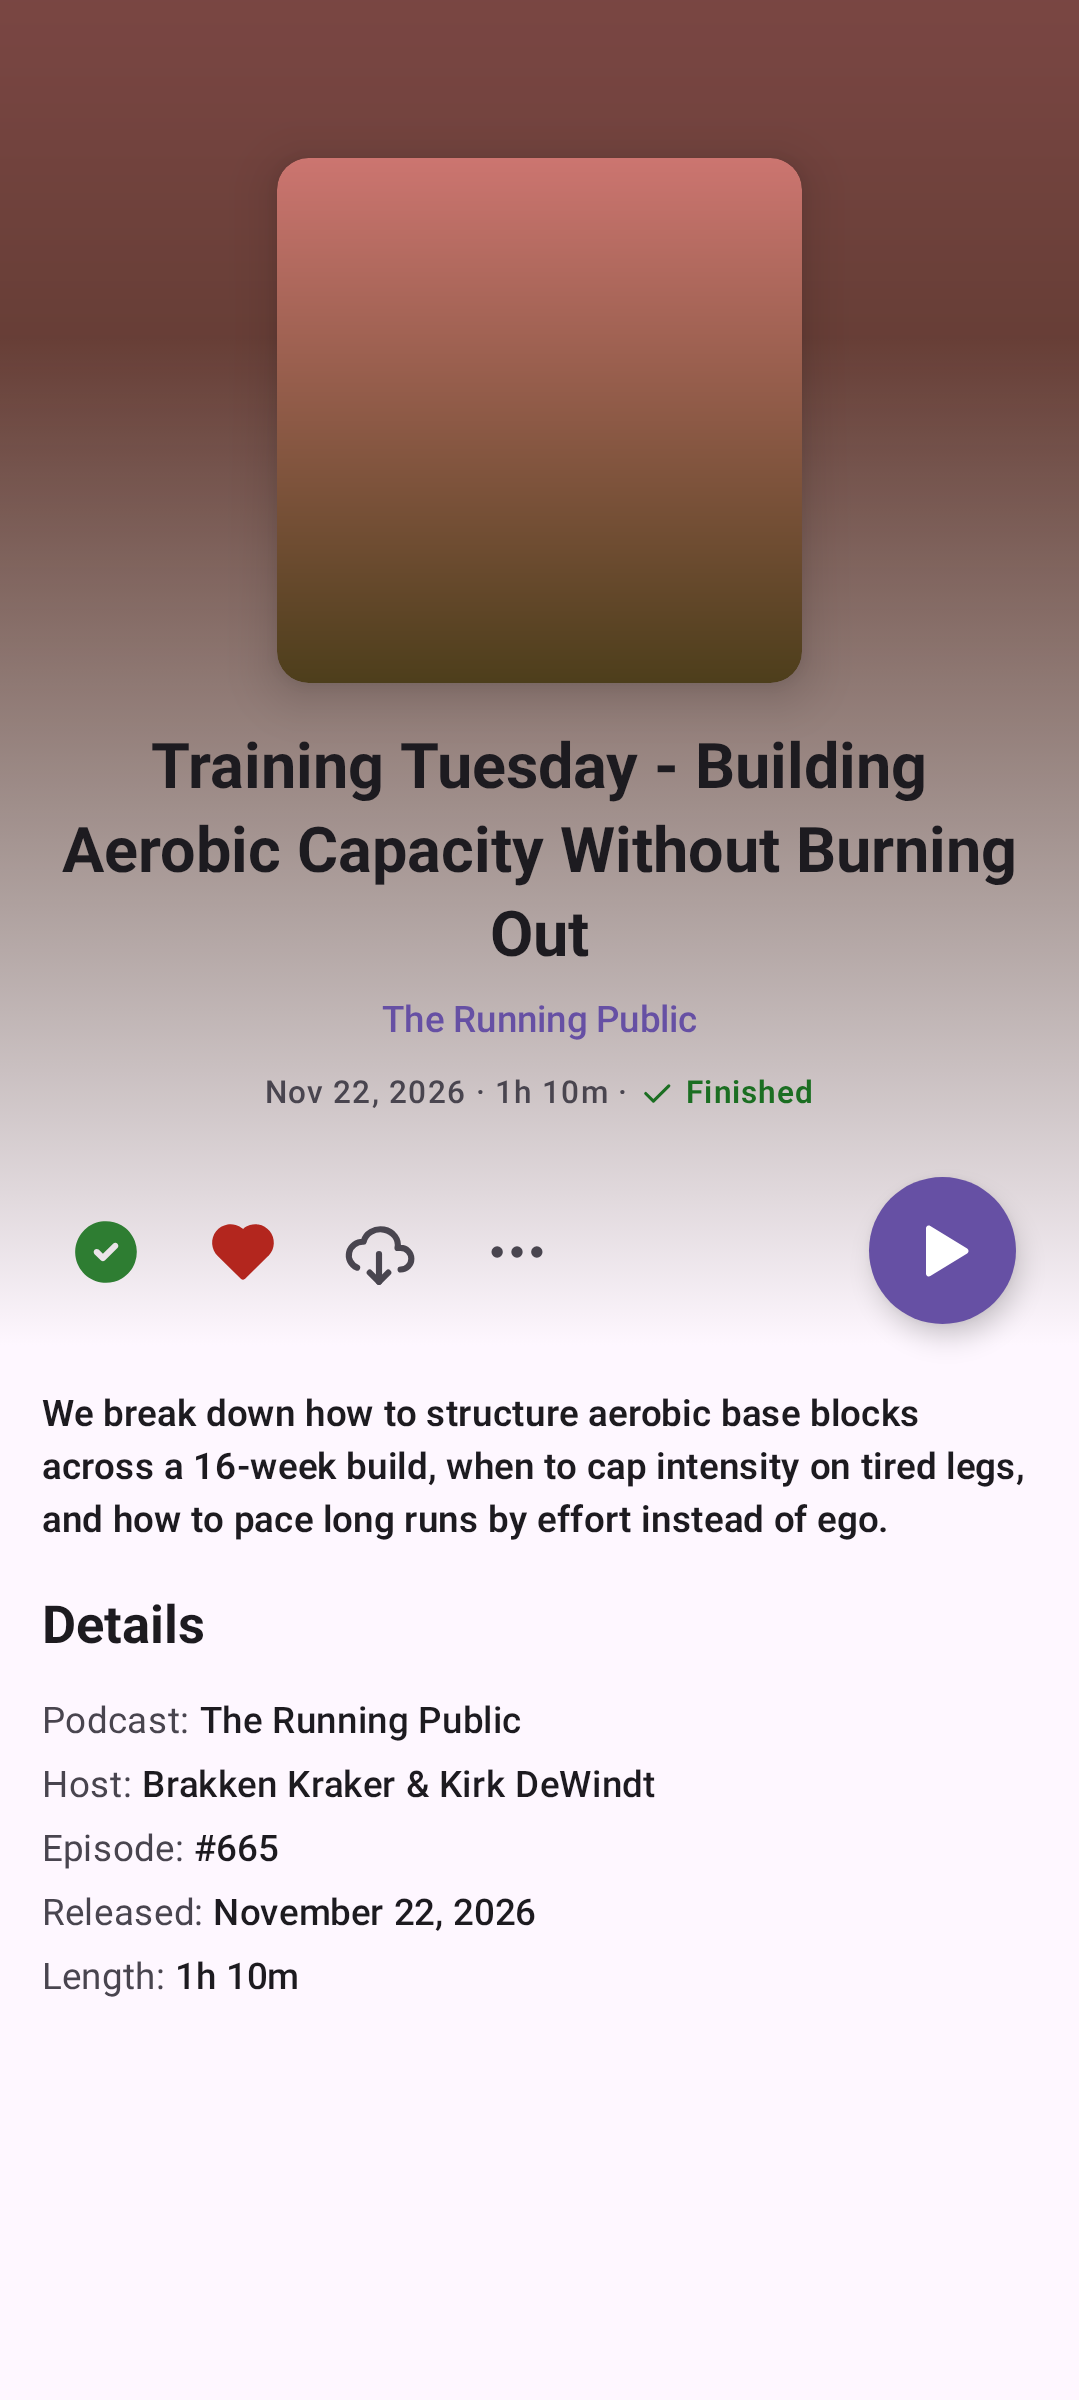 Training Tuesday - Building
Aerobic Capacity Without Burning
Out
The Running Public
Nov 22, 2026 · 1h 10m · Finished
We break down how to structure aerobic base blocks
across a 16-week build, when to cap intensity on tired legs,
and how to pace long runs by effort instead of ego.
Details
Podcast: The Running Public
Host: Brakken Kraker & Kirk DeWindt
Episode: #665
Released: November 22, 2026
Length: 1h 10m